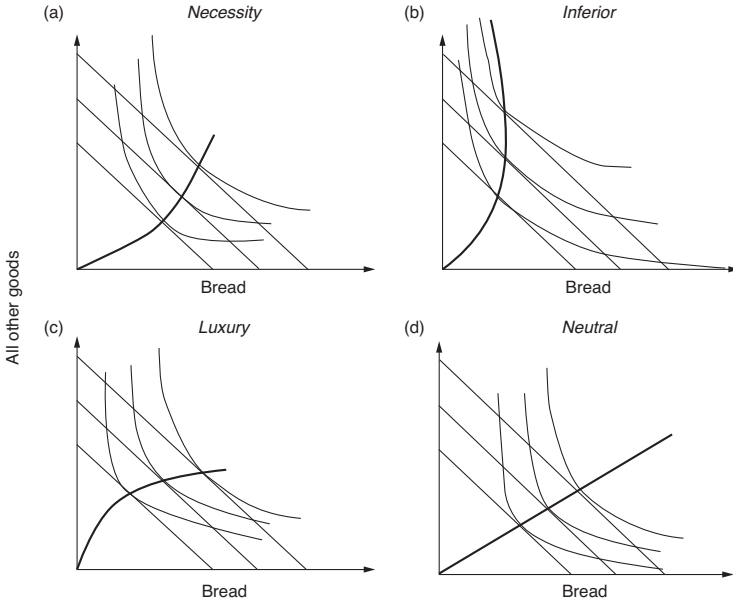 (a) Necessity
(b) Inferior
Bread
Bread
All other goods
(c) Luxury
(d) Neutral
Bread
Bread